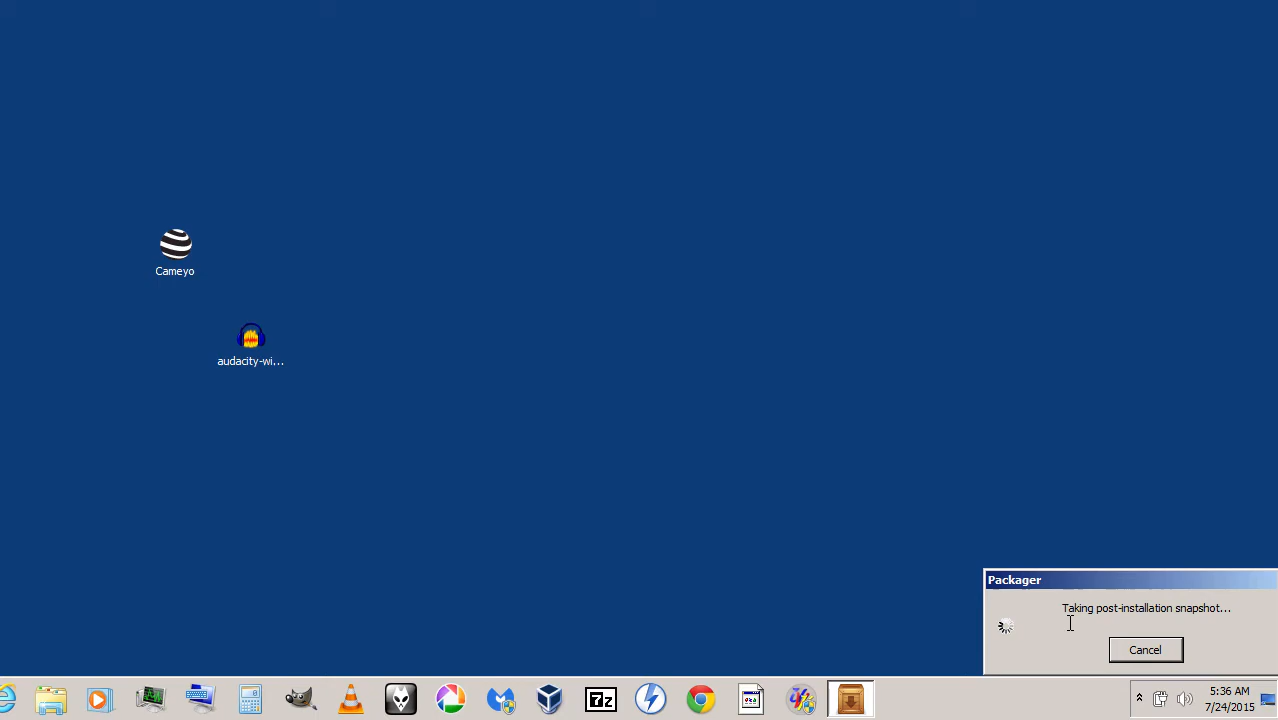 Cameyo
audacity-wi...
Packager
Taking post-installation snapshot...
Cancel
7z
5:36 AM
7/24/2015